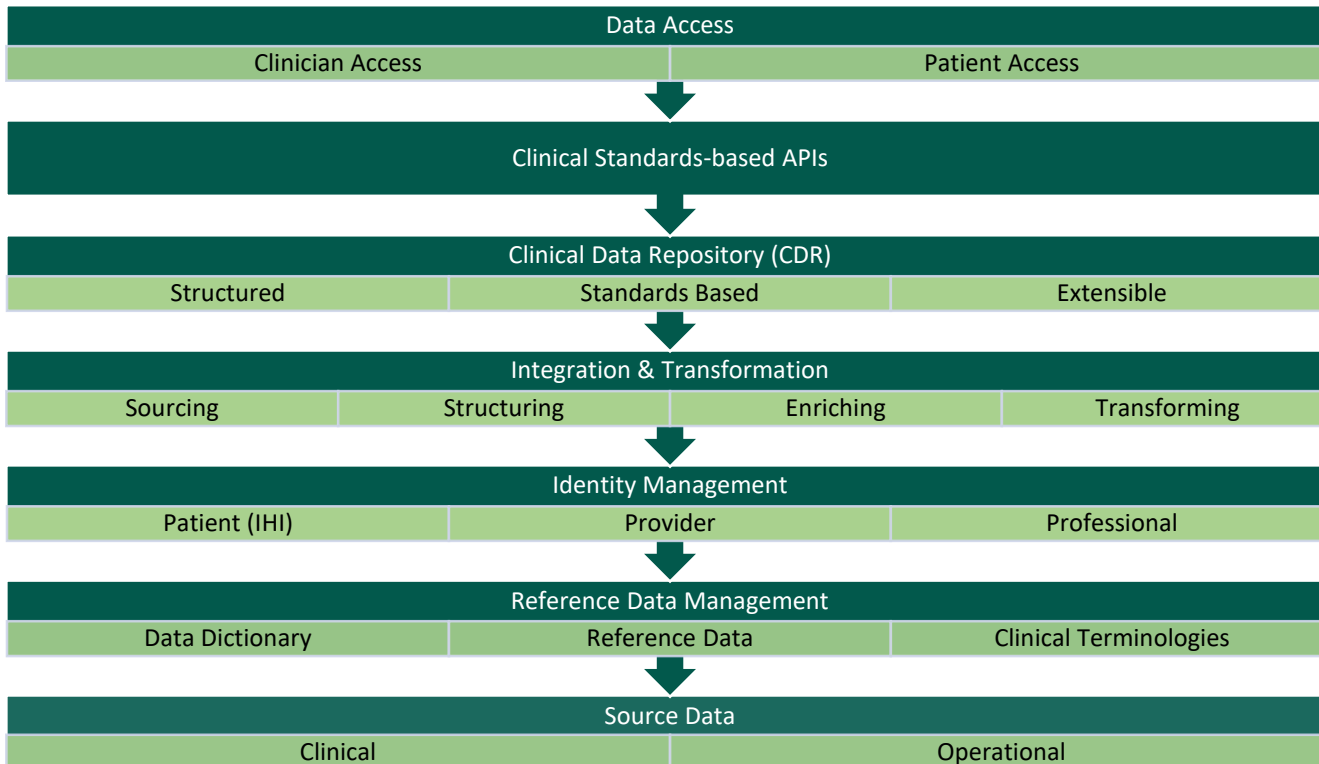 Data Access
Clinician Access Patient Access
Clinical Standards-based APIs
Clinical Data Repository (CDR)
Structured Standards Based Extensible
Integration & Transformation
Sourcing Structuring Enriching Transforming
Identity Management
Patient (IHI) Provider Professional
Reference Data Management
Data Dictionary Reference Data Clinical Terminologies
Source Data
Clinical Operational